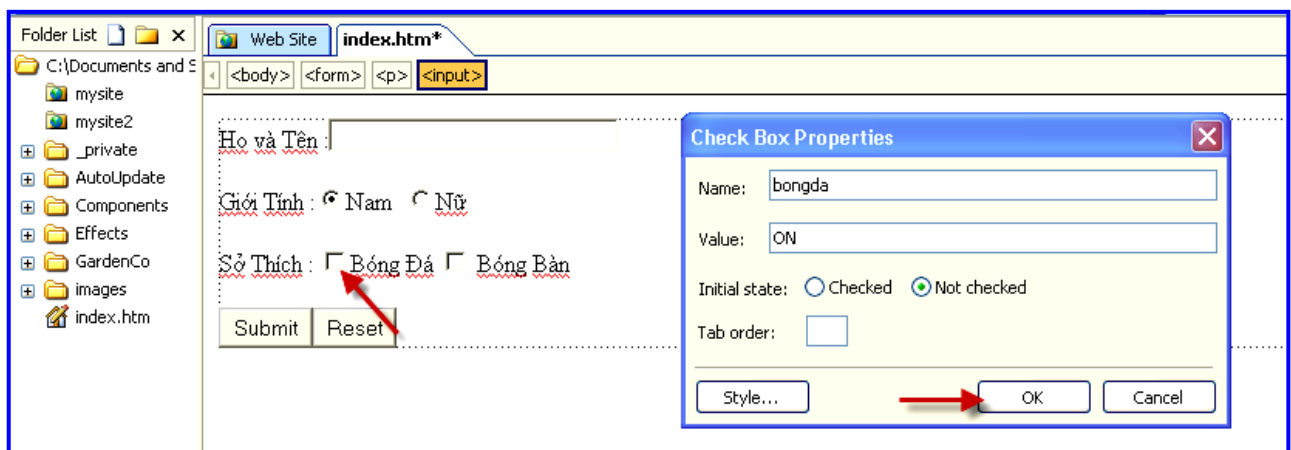 Folder List
C:\Documents and S
mysite
mysite2
_private
AutoUpdate
Components
Effects
GardenCo
images
index.htm
Web Site index.htm*
<body> <form> <p> <input>
Họ và Tên :
Giới Tính : Nam Nữ
Sở Thích : Bóng Đá Bóng Bàn
Submit Reset
Check Box Properties
Name: bongda
Value: ON
Initial state: Checked Not checked
Tab order:
Style... OK Cancel